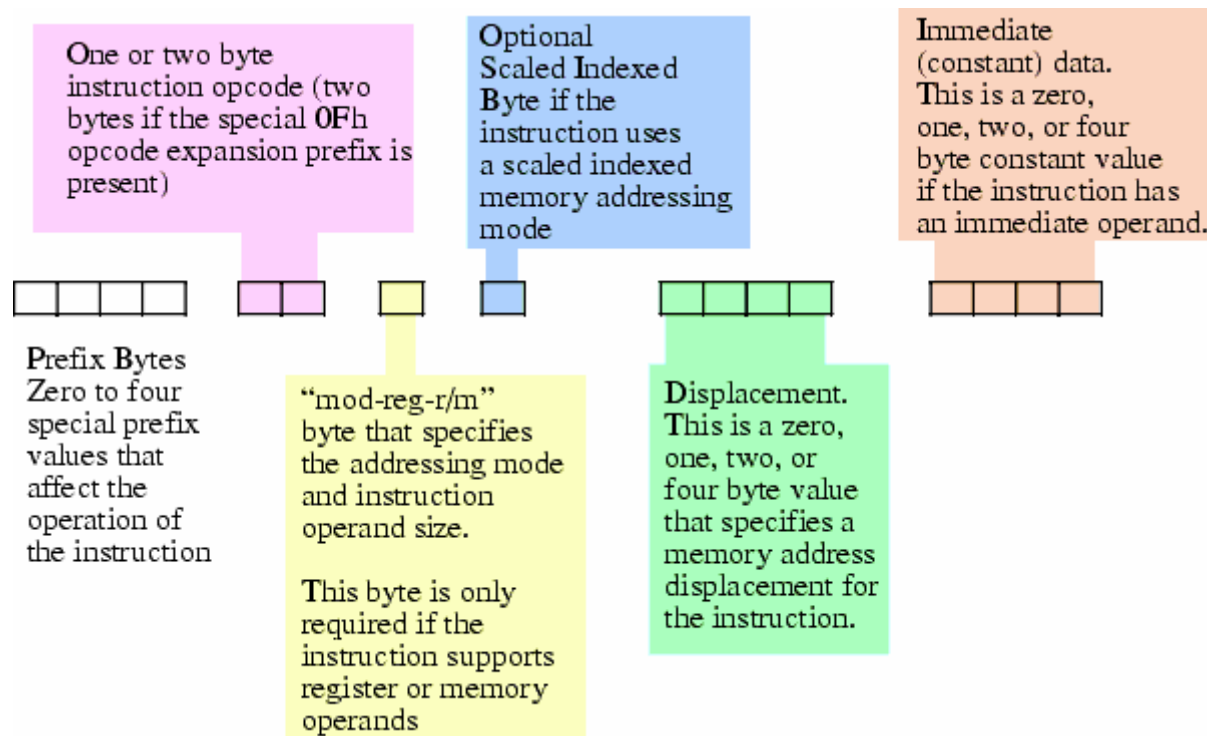 One or two byte
instruction opcode (two
bytes if the special 0Fh
opcode expansion prefix is
present)
Optional
Scaled Indexed
Byte if the
instruction uses
a scaled indexed
memory addressing
mode
Immediate
(constant) data.
This is a zero,
one, two, or four
byte constant value
if the instruction has
an immediate operand.
Prefix Bytes
Zero to four
special prefix
values that
affect the
operation of
the instruction
“mod-reg-r/m”
byte that specifies
the addressing mode
and instruction
operand size.
This byte is only
required if the
instruction supports
register or memory
operands
Displacement.
This is a zero,
one, two, or
four byte value
that specifies a
memory address
displacement for
the instruction.